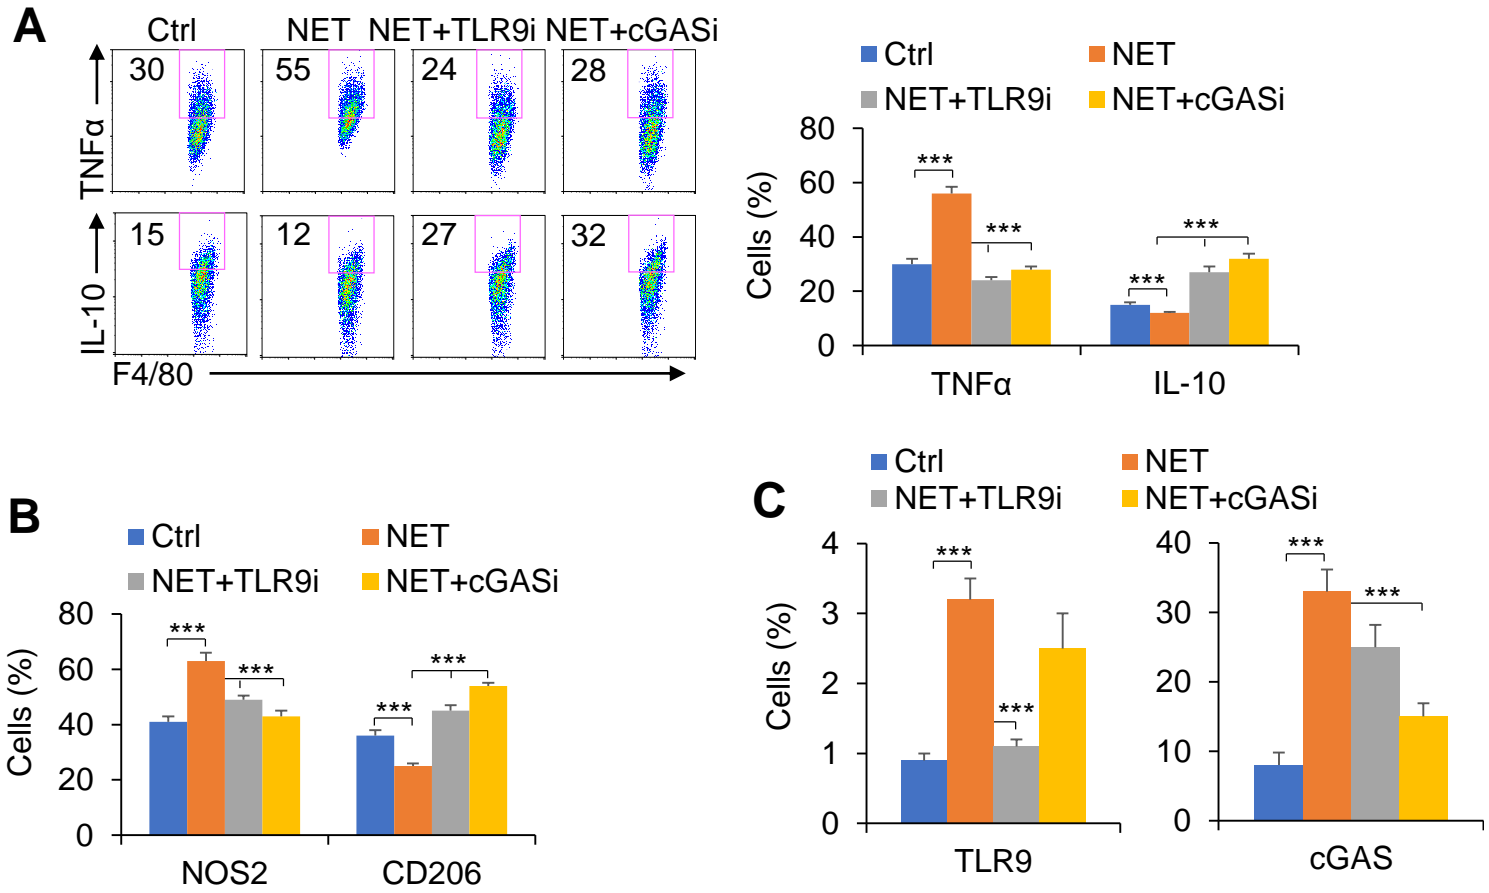 A
Ctrl NET NET+TLR9i NET+cGASi
30 55 24 28
TNFα
15 12 27 32
IL-10
F4/80
Ctrl NET
NET+TLR9i NET+cGASi
80
60
40
20
0
Cells (%)
*** ***
*** ***
TNFα IL-10
B
Ctrl NET
NET+TLR9i NET+cGASi
80
60
40
20
0
Cells (%)
*** ***
*** ***
NOS2 CD206
C
Ctrl NET
NET+TLR9i NET+cGASi
4
3
2
1
0
Cells (%)
***
***
TLR9
40
30
20
10
0
***
***
cGAS